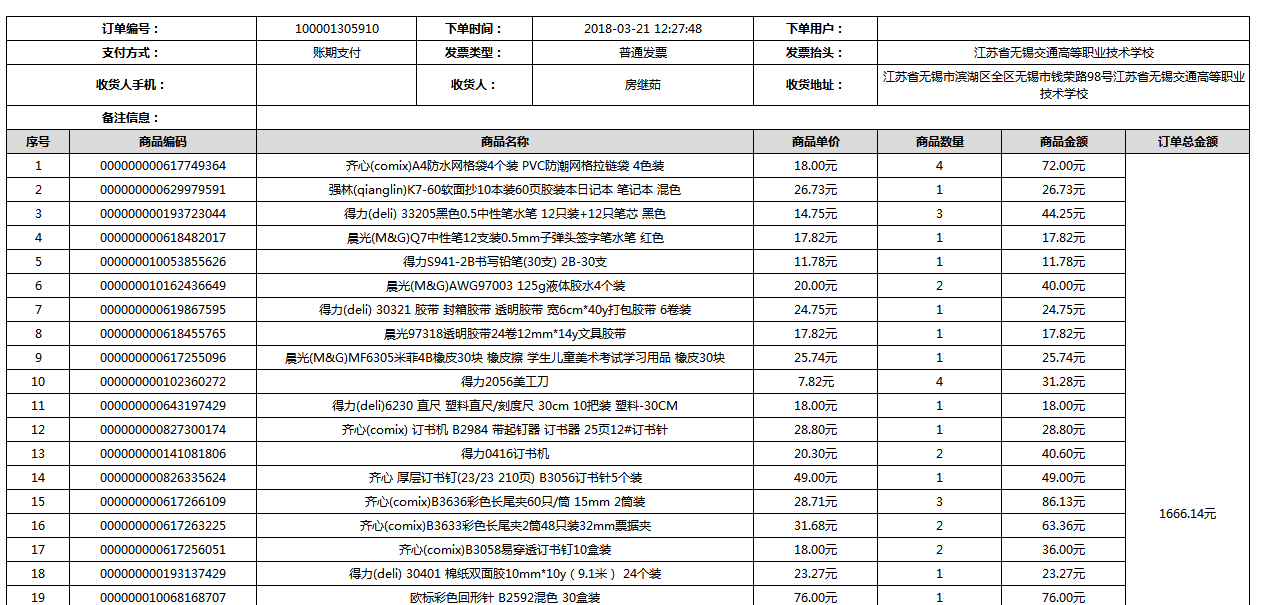 订单编号： 100001305910 下单时间： 2018-03-21 12:27:48 下单用户：
支付方式： 账期支付 发票类型： 普通发票 发票抬头： 江苏省无锡交通高等职业技术学校
收货人手机： 收货人： 房继茹 收货地址： 江苏省无锡市滨湖区全区无锡市钱荣路98号江苏省无锡交通高等职业
技术学校
备注信息：
序号 商品编码 商品名称 商品单价 商品数量 商品金额 订单总金额
1 000000000617749364 齐心(comix)A4防水网格袋4个装 PVC防潮网格拉链袋 4色装 18.00元 4 72.00元
2 000000000629979591 强林(qianglin)K7-60软面抄10本装60页胶装本日记本 笔记本 混色 26.73元 1 26.73元
3 000000000193723044 得力(deli) 33205黑色0.5中性笔水笔 12只装+12只笔芯 黑色 14.75元 3 44.25元
4 000000000618482017 晨光(M&G)Q7中性笔12支装0.5mm子弹头签字笔水笔 红色 17.82元 1 17.82元
5 000000010053855626 得力S941-2B书写铅笔(30支) 2B-30支 11.78元 1 11.78元
6 000000010162436649 晨光(M&G)AWG97003 125g液体胶水4个装 20.00元 2 40.00元
7 000000000619867595 得力(deli) 30321 胶带 封箱胶带 透明胶带 宽6cm*40y打包胶带 6卷装 24.75元 1 24.75元
8 000000000618455765 晨光97318透明胶带24卷12mm*14y文具胶带 17.82元 1 17.82元
9 000000000617255096 晨光(M&G)MF6305米菲4B橡皮30块 橡皮擦 学生儿童美术考试学习用品 橡皮30块 25.74元 1 25.74元
10 000000000102360272 得力2056美工刀 7.82元 4 31.28元
11 000000000643197429 得力(deli)6230 直尺 塑料直尺/刻度尺 30cm 10把装 塑料-30CM 18.00元 1 18.00元
12 000000000827300174 齐心(comix) 订书机 B2984 带起钉器 订书器 25页12#订书针 28.80元 1 28.80元
13 000000000141081806 得力0416订书机 20.30元 2 40.60元
14 000000000826335624 齐心 厚层订书钉(23/23 210页) B3056订书针5个装 49.00元 1 49.00元
15 000000000617266109 齐心(comix)B3636彩色长尾夹60只/筒 15mm 2筒装 28.71元 3 86.13元
16 000000000617263225 齐心(comix)B3633彩色长尾夹2筒48只装32mm票据夹 31.68元 2 63.36元
1666.14元
17 000000000617256051 齐心(comix)B3058易穿透订书钉10盒装 18.00元 2 36.00元
18 000000000193137429 得力(deli) 30401 棉纸双面胶10mm*10y（9.1米） 24个装 23.27元 1 23.27元
19 000000010068168707 欧标彩色回形针 B2592混色 30盒装 76.00元 1 76.00元